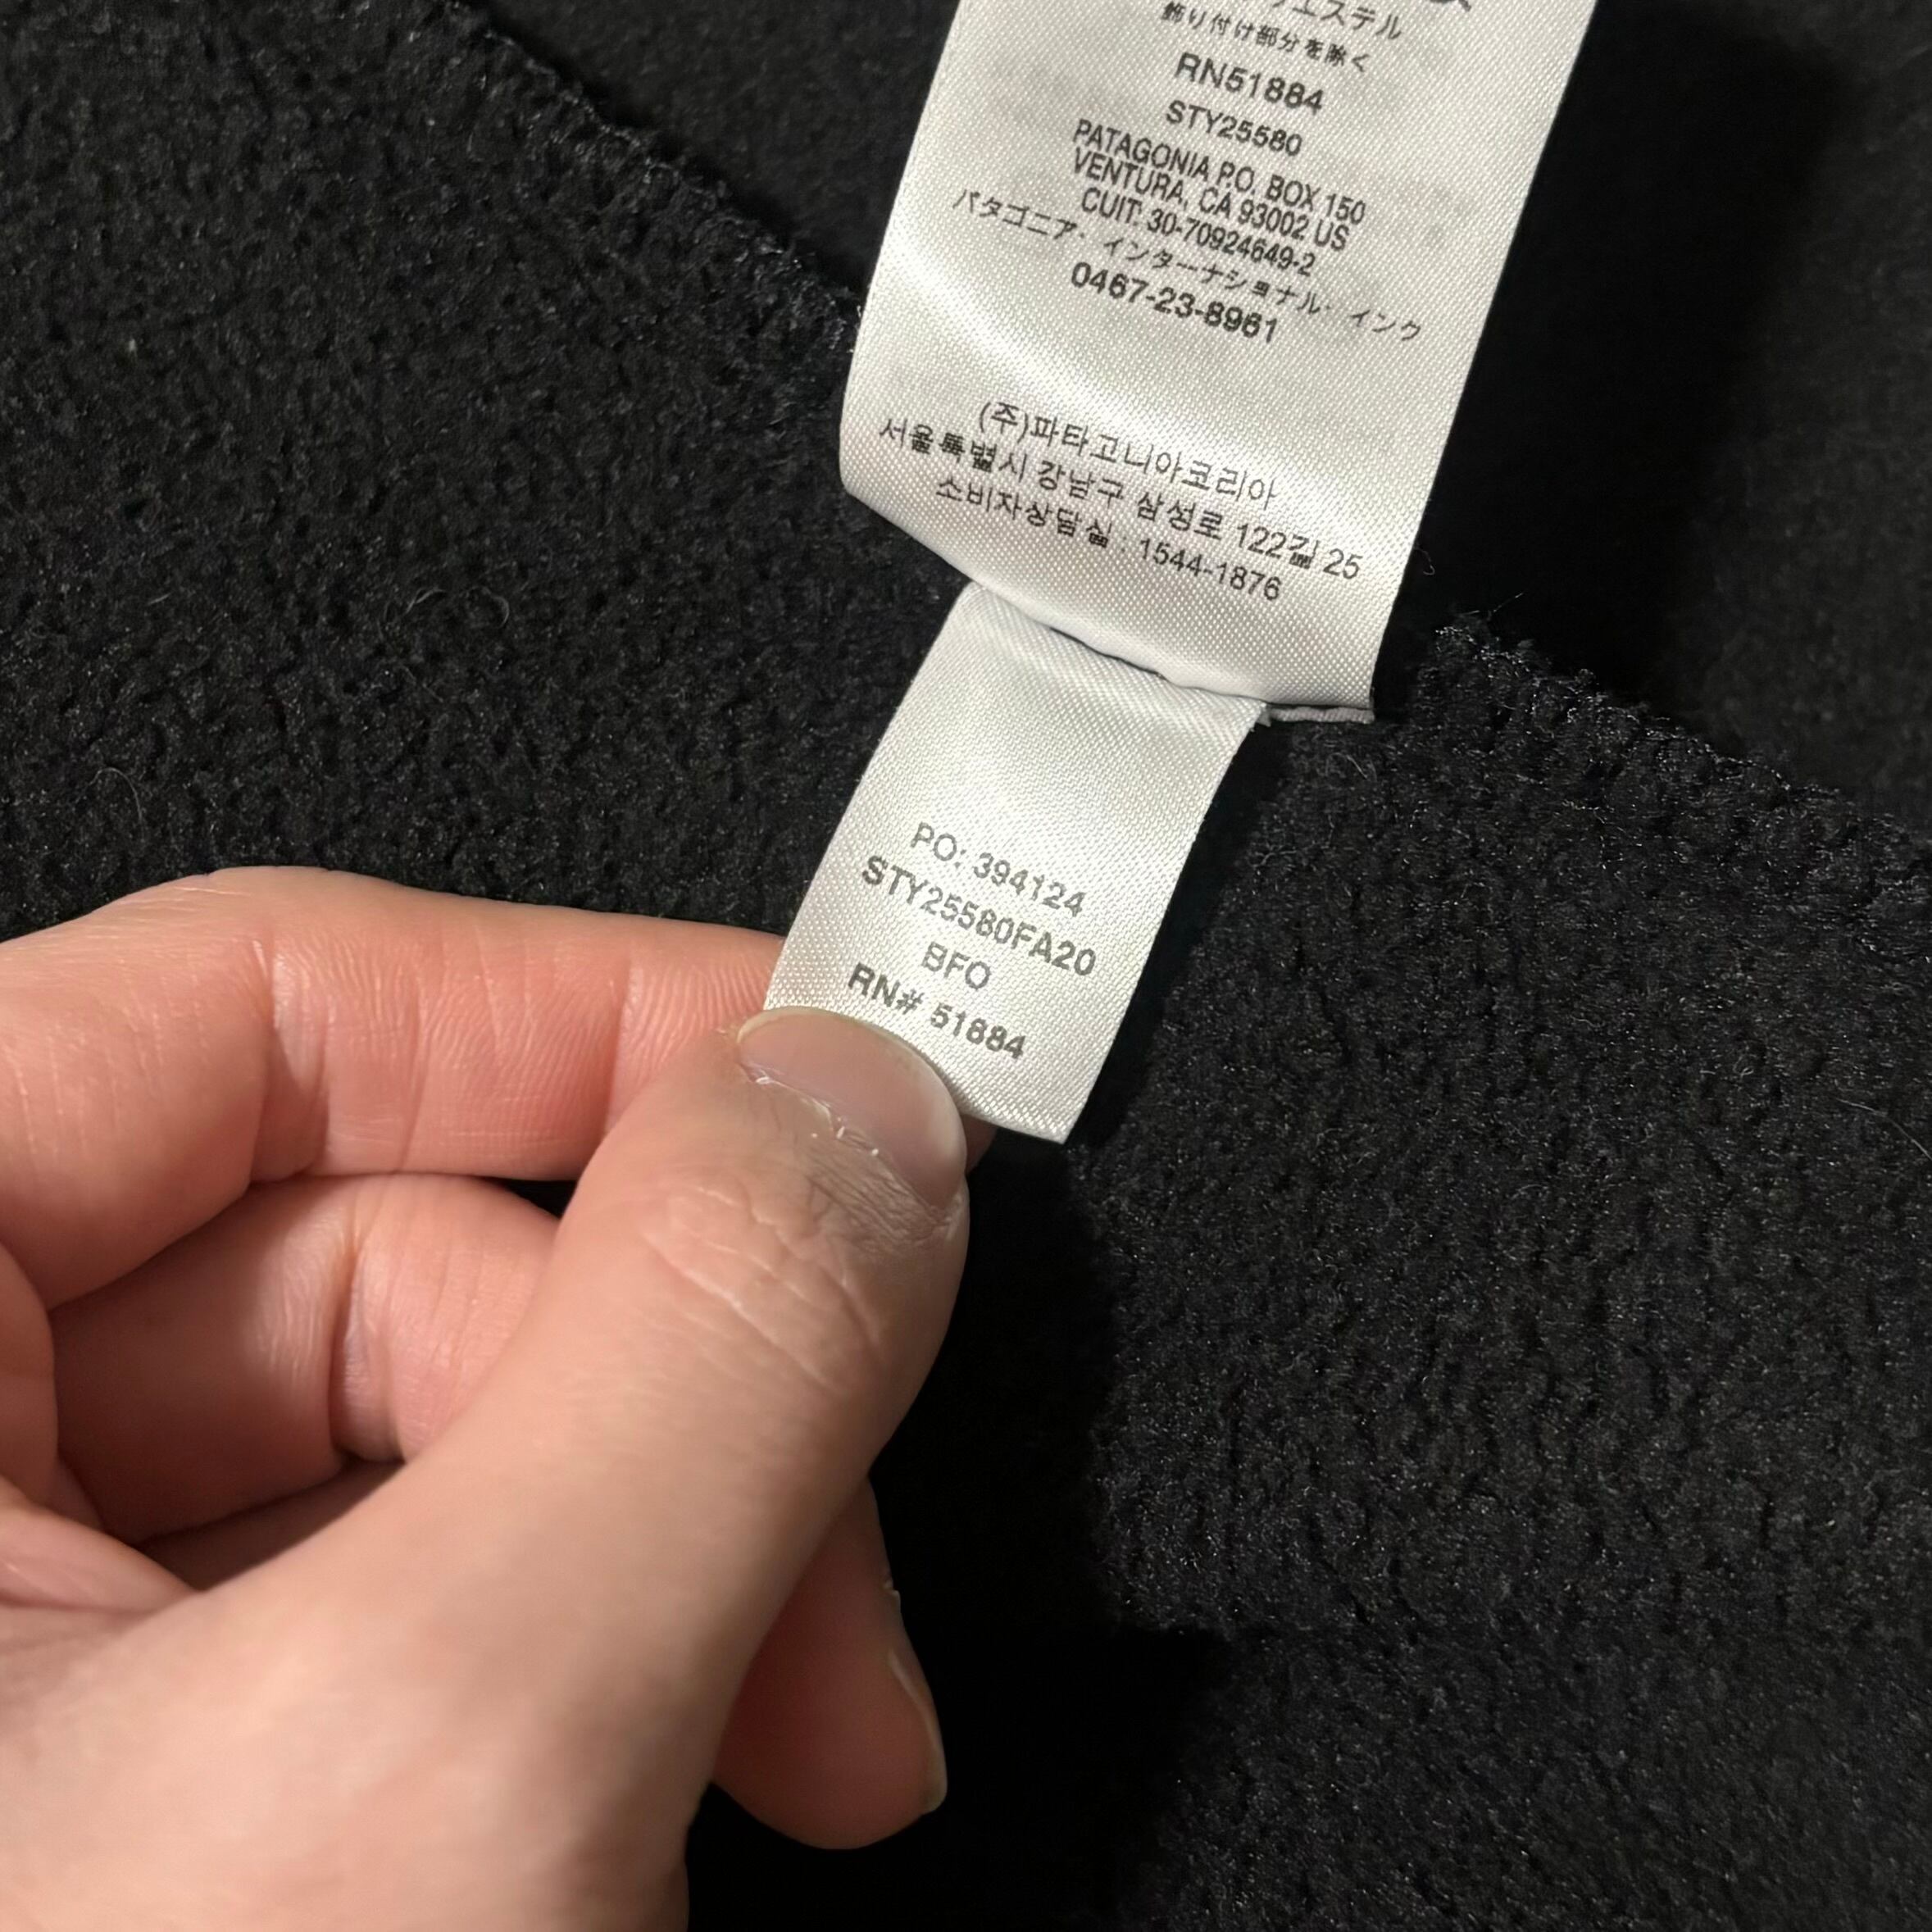 エステル
飾り付け部分を除く
RN51884
STY25580
PATAGONIA P.O. BOX 150
VENTURA, CA 93002 US
CUIT: 30-70924649-2
パタゴニア・インターナショナル・インク
0467-23-8961
(주)파타고니아코리아
서울특별시 강남구 삼성로 122길 25
소비자상담실 : 1544-1876
PO: 394124
STY25580FA20
BFO
RN# 51884